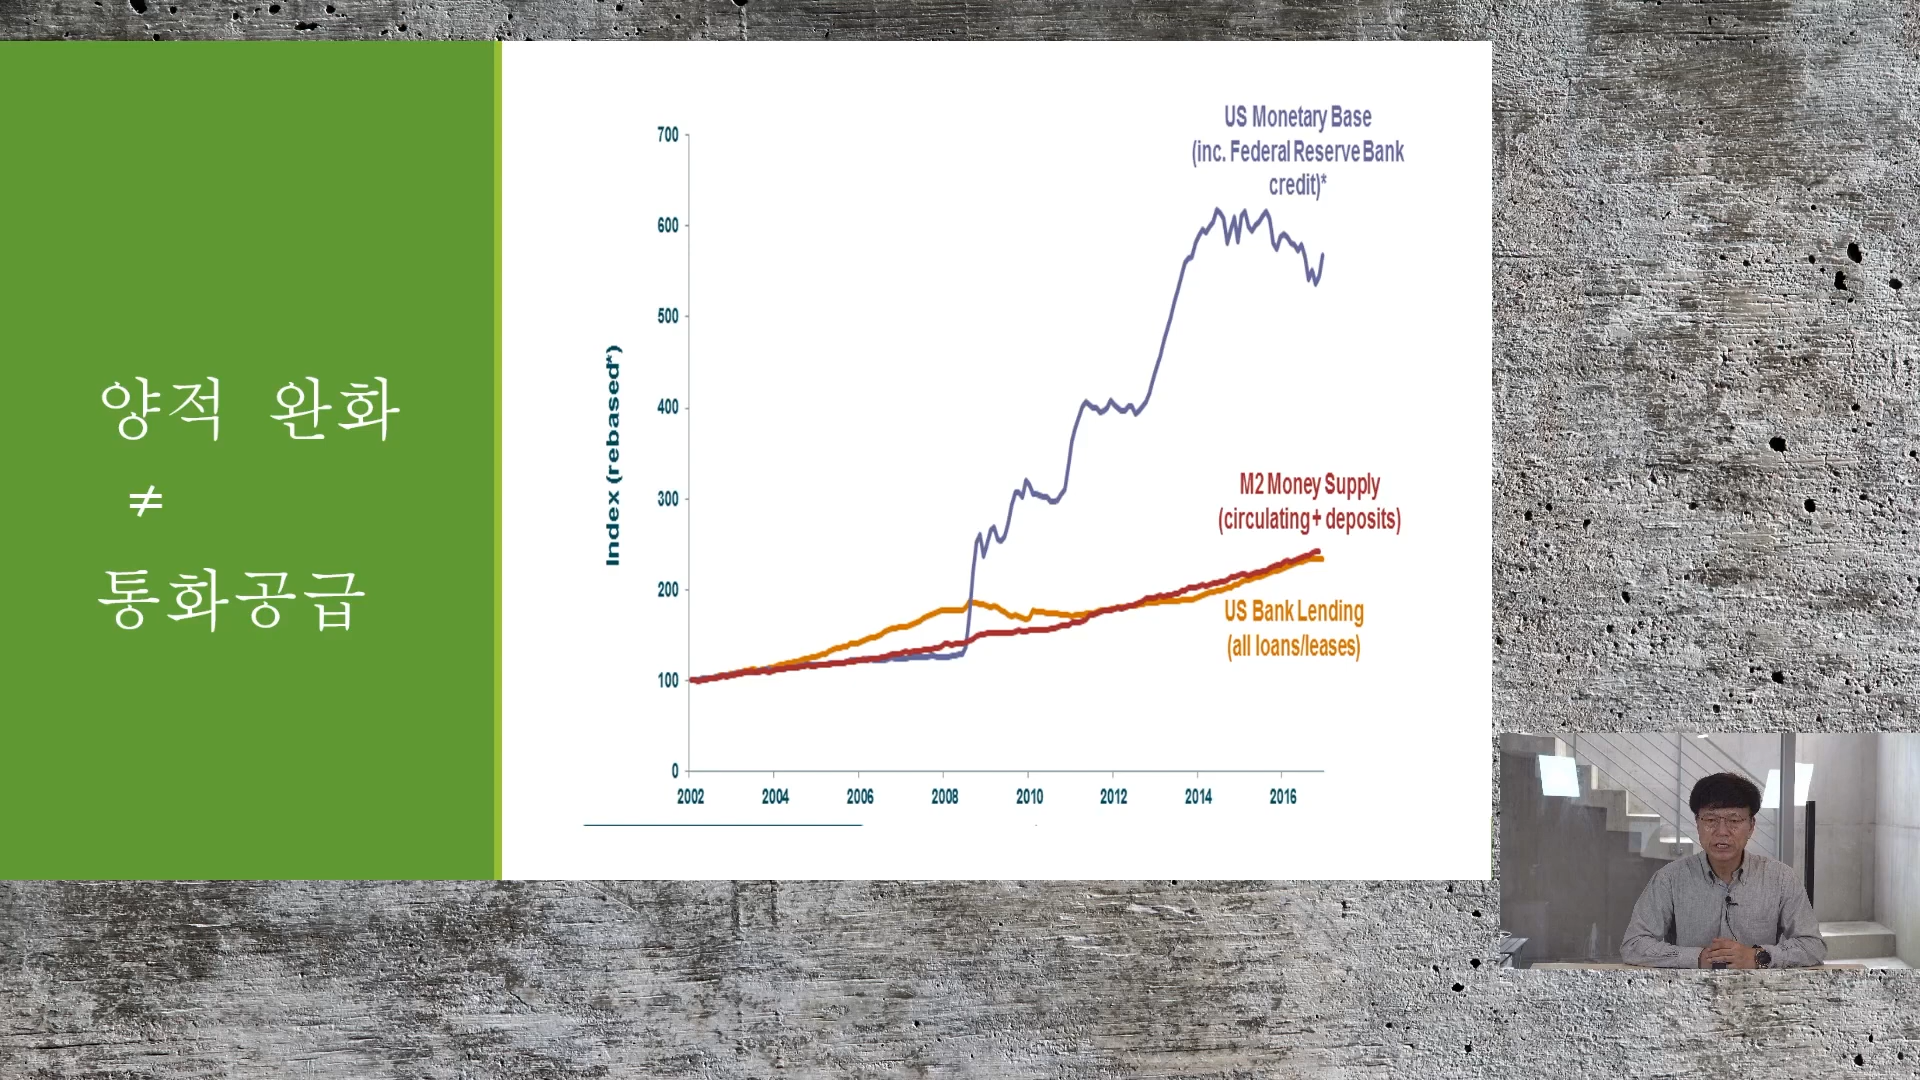 양적 완화
≠
통화공급
US Monetary Base
(inc. Federal Reserve Bank
credit)*
700
600
500
400
300
200
100
0
Index (rebased*)
M2 Money Supply
(circulating+ deposits)
US Bank Lending
(all loans/leases)
2002 2004 2006 2008 2010 2012 2014 2016